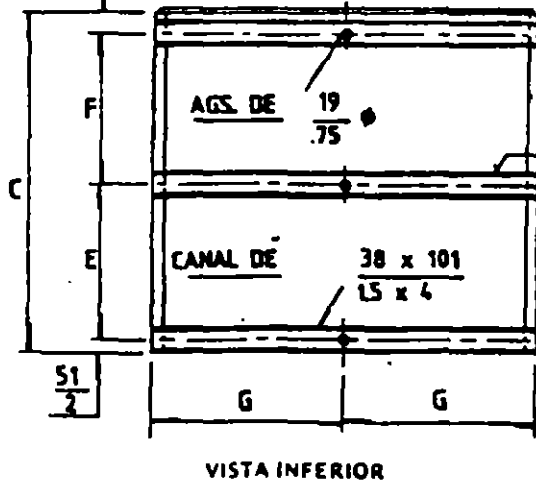 F
AGS. DE 19/.75 ϕ
C
E
CANAL DE 38 x 101/1.5 x 4
51/2
G G
VISTA INFERIOR